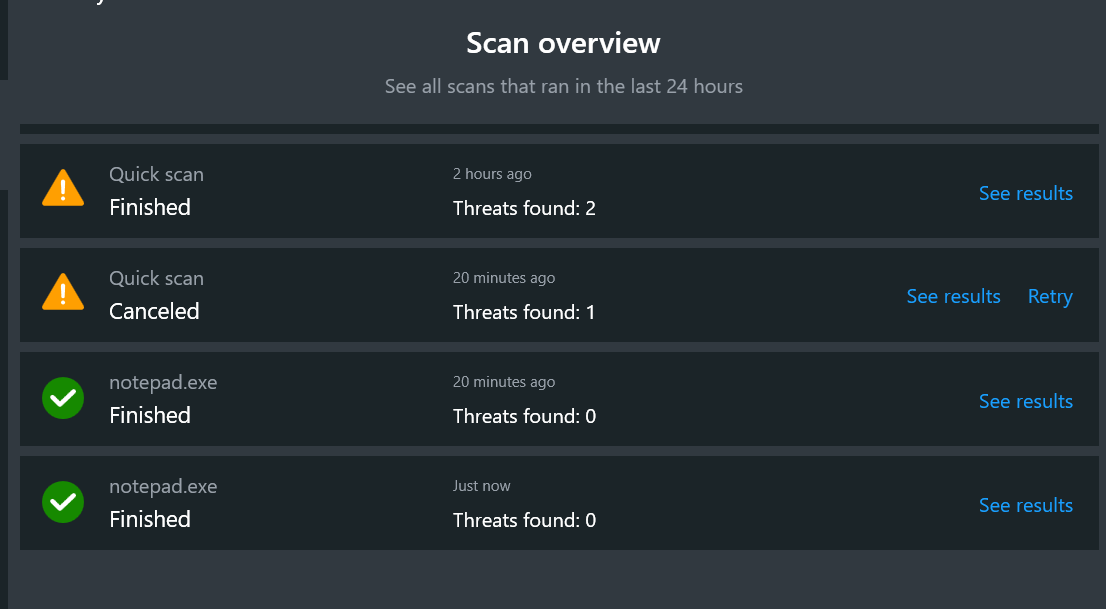 Scan overview
See all scans that ran in the last 24 hours
Quick scan
2 hours ago
Finished
Threats found: 2
See results
Quick scan
20 minutes ago
Canceled
Threats found: 1
See results
Retry
notepad.exe
20 minutes ago
Finished
Threats found: 0
See results
notepad.exe
Just now
Finished
Threats found: 0
See results